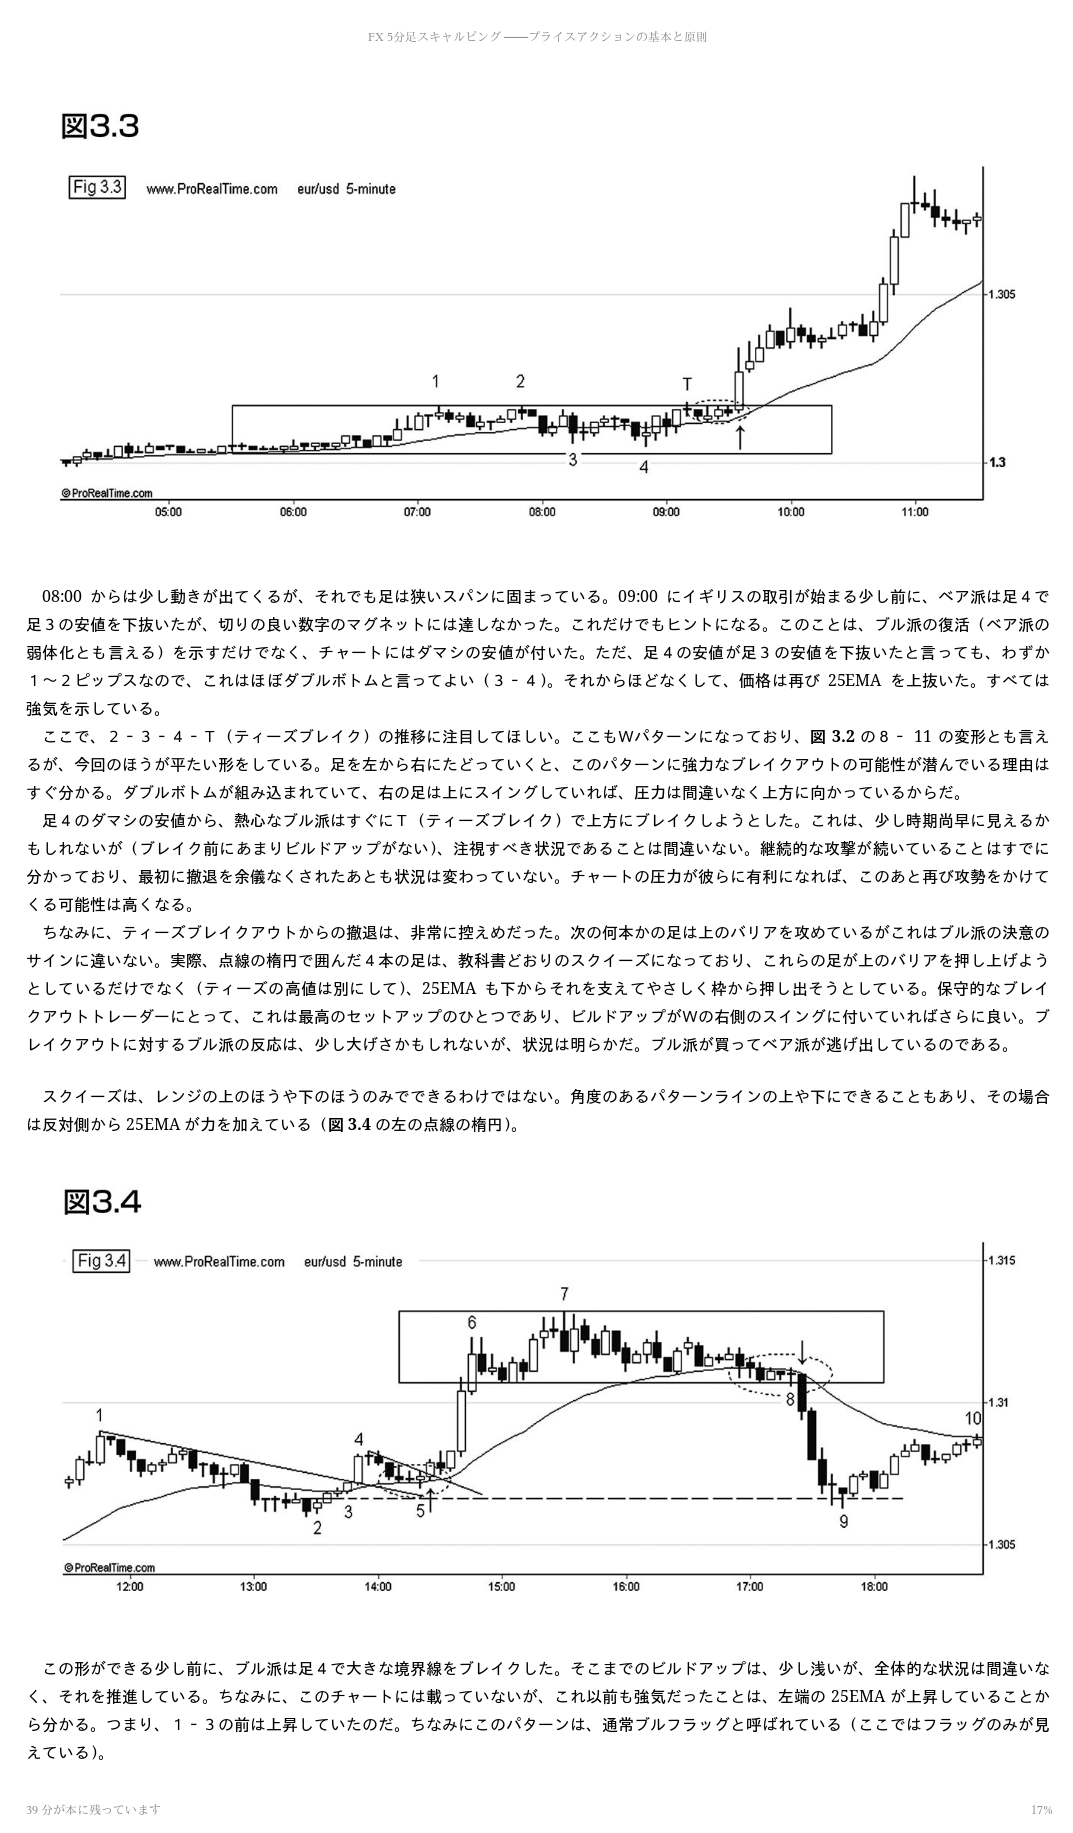 FX 5分足スキャルピング ――プライスアクションの基本と原則
図3.3
Fig 3.3 www.ProRealTime.com eur/usd 5-minute
1.305
1 2 T
3 4
1.3
©ProRealTime.com
05:00 06:00 07:00 08:00 09:00 10:00 11:00
08:00 からは少し動きが出てくるが、それでも足は狭いスパンに固まっている。09:00 にイギリスの取引が始まる少し前に、ベア派は足４で
足３の安値を下抜いたが、切りの良い数字のマグネットには達しなかった。これだけでもヒントになる。このことは、ブル派の復活（ベア派の
弱体化とも言える）を示すだけでなく、チャートにはダマシの安値が付いた。ただ、足４の安値が足３の安値を下抜いたと言っても、わずか
１～２ピップスなので、これはほぼダブルボトムと言ってよい（３‐４）。それからほどなくして、価格は再び 25EMA を上抜いた。すべては
強気を示している。
ここで、２‐３‐４‐Ｔ（ティーズブレイク）の推移に注目してほしい。ここもＷパターンになっており、図 3.2 の８‐ 11 の変形とも言え
るが、今回のほうが平たい形をしている。足を左から右にたどっていくと、このパターンに強力なブレイクアウトの可能性が潜んでいる理由は
すぐ分かる。ダブルボトムが組み込まれていて、右の足は上にスイングしていれば、圧力は間違いなく上方に向かっているからだ。
足４のダマシの安値から、熱心なブル派はすぐにＴ（ティーズブレイク）で上方にブレイクしようとした。これは、少し時期尚早に見えるか
もしれないが（ブレイク前にあまりビルドアップがない）、注視すべき状況であることは間違いない。継続的な攻撃が続いていることはすでに
分かっており、最初に撤退を余儀なくされたあとも状況は変わっていない。チャートの圧力が彼らに有利になれば、このあと再び攻勢をかけて
くる可能性は高くなる。
ちなみに、ティーズブレイクアウトからの撤退は、非常に控えめだった。次の何本かの足は上のバリアを攻めているがこれはブル派の決意の
サインに違いない。実際、点線の楕円で囲んだ４本の足は、教科書どおりのスクイーズになっており、これらの足が上のバリアを押し上げよう
としているだけでなく（ティーズの高値は別にして）、25EMA も下からそれを支えてやさしく枠から押し出そうとしている。保守的なブレイ
クアウトトレーダーにとって、これは最高のセットアップのひとつであり、ビルドアップがＷの右側のスイングに付いていればさらに良い。ブ
レイクアウトに対するブル派の反応は、少し大げさかもしれないが、状況は明らかだ。ブル派が買ってベア派が逃げ出しているのである。
スクイーズは、レンジの上のほうや下のほうのみでできるわけではない。角度のあるパターンラインの上や下にできることもあり、その場合
は反対側から 25EMA が力を加えている（図 3.4 の左の点線の楕円）。
図3.4
Fig 3.4 www.ProRealTime.com eur/usd 5-minute
1.315
7
6
8
1.31
1 4 10
2 3 5 9
1.305
©ProRealTime.com
12:00 13:00 14:00 15:00 16:00 17:00 18:00
この形ができる少し前に、ブル派は足４で大きな境界線をブレイクした。そこまでのビルドアップは、少し浅いが、全体的な状況は間違いな
く、それを推進している。ちなみに、このチャートには載っていないが、これ以前も強気だったことは、左端の 25EMA が上昇していることか
ら分かる。つまり、１‐３の前は上昇していたのだ。ちなみにこのパターンは、通常ブルフラッグと呼ばれている（ここではフラッグのみが見
えている）。
39 分が本に残っています 17%